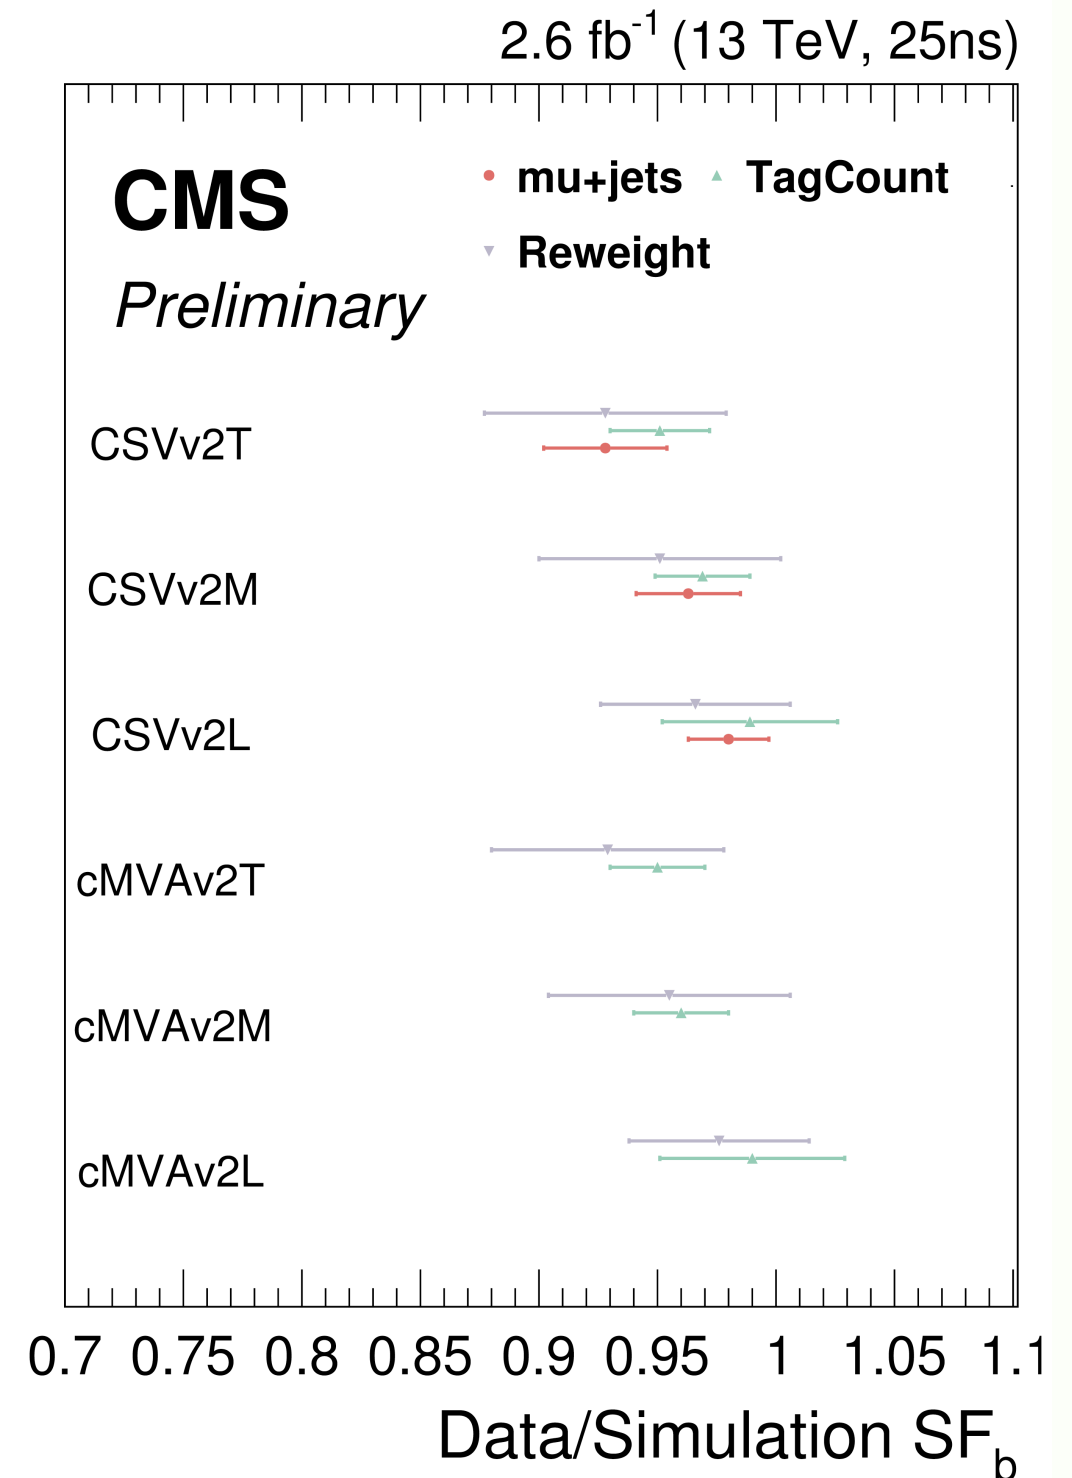 2.6 fb-1 (13 TeV, 25ns)
CMS
mu+jets TagCount
Reweight
Preliminary
CSVv2T
CSVv2M
CSVv2L
cMVAv2T
cMVAv2M
cMVAv2L
0.7 0.75 0.8 0.85 0.9 0.95 1 1.05 1.1
Data/Simulation SFb